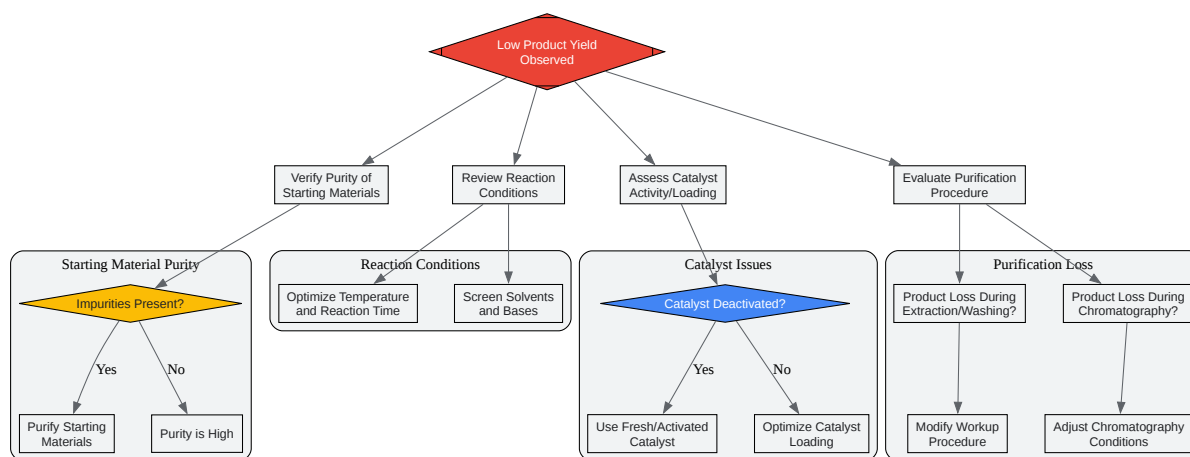 Low Product Yield
Observed
Verify Purity of
Starting Materials
Review Reaction
Conditions
Assess Catalyst
Activity/Loading
Evaluate Purification
Procedure
Starting Material Purity
Reaction Conditions
Catalyst Issues
Purification Loss
Impurities Present?
Optimize Temperature
and Reaction Time
Screen Solvents
and Bases
Catalyst Deactivated?
Product Loss During
Extraction/Washing?
Product Loss During
Chromatography?
Yes
No
Yes
No
Purify Starting
Materials
Purity is High
Use Fresh/Activated
Catalyst
Optimize Catalyst
Loading
Modify Workup
Procedure
Adjust Chromatography
Conditions